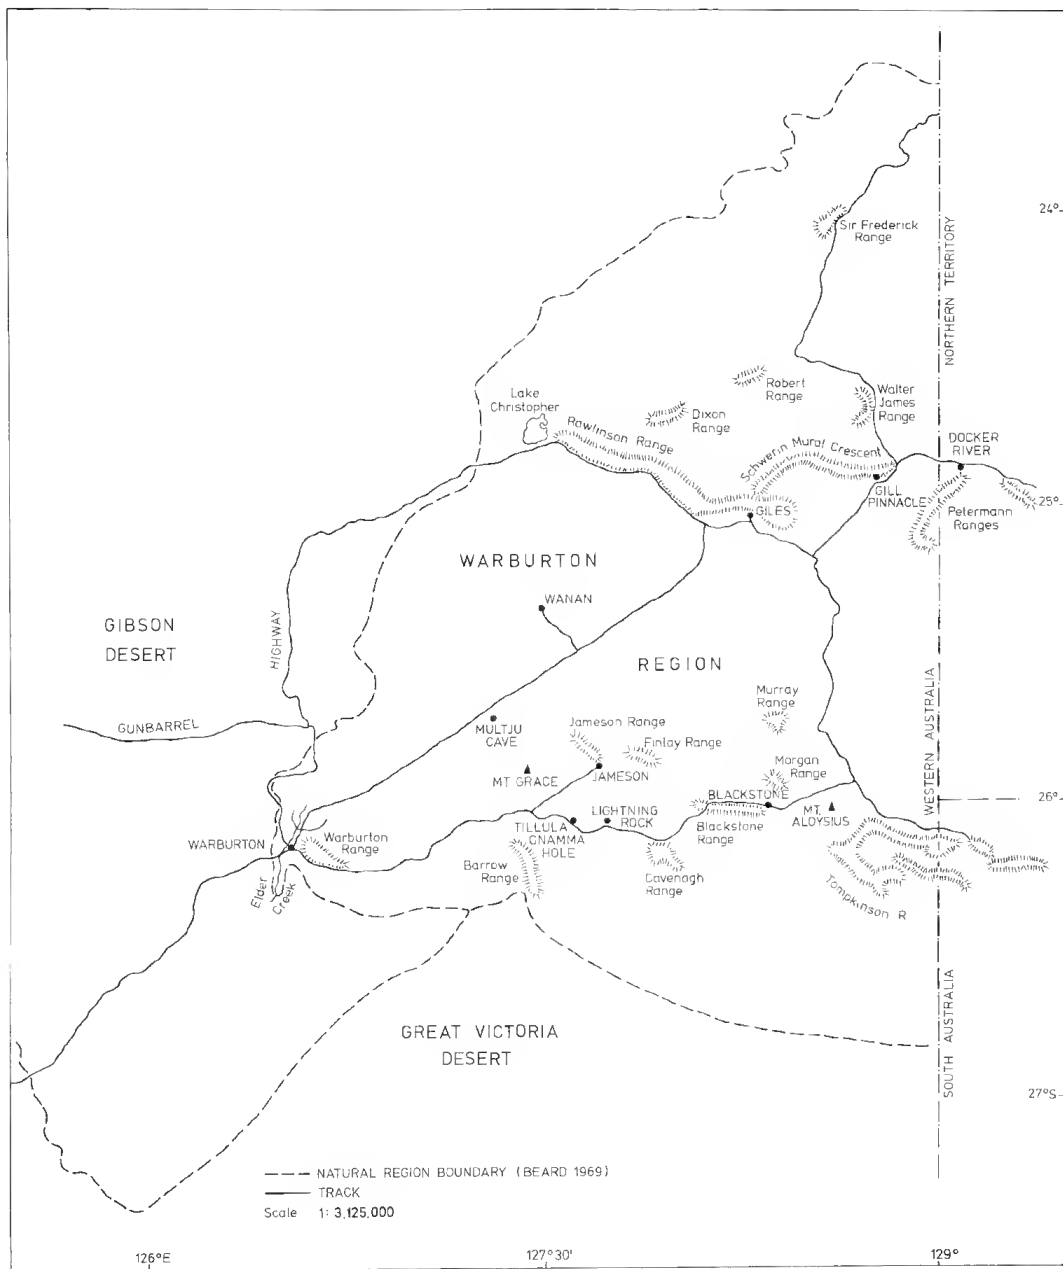 24°
Sir Frederick
Range
NORTHERN TERRITORY
Robert
Range
Walter
James
Range
Lake
Christopher
Dixon
Range
Rawlinson Range
Schwerin Mural Crescent
DOCKER
RIVER
GILL
PINNACLE
25°
Petermann
Ranges
GILES
WARBURTON
WANAN
GIBSON
DESERT
HIGHWAY
REGION
GUNBARREL
MULTJU
CAVE
Jameson Range
Finlay Range
Murray
Range
WESTERN AUSTRALIA
MT GRACE
JAMESON
Morgan
Range
26°
BLACKSTONE
Blackstone
Range
MT.
ALOYSIUS
TILLULA
GNAMMA
HOLE
LIGHTNING
ROCK
WARBURTON
Warburton
Range
Barrow
Range
Cavenagh
Range
Tompkinson R
Elder
Creek
SOUTH AUSTRALIA
GREAT VICTORIA
DESERT
27°S
NATURAL REGION BOUNDARY (BEARD 1969)
TRACK
Scale 1: 3,125,000
126°E
127°30'
129°